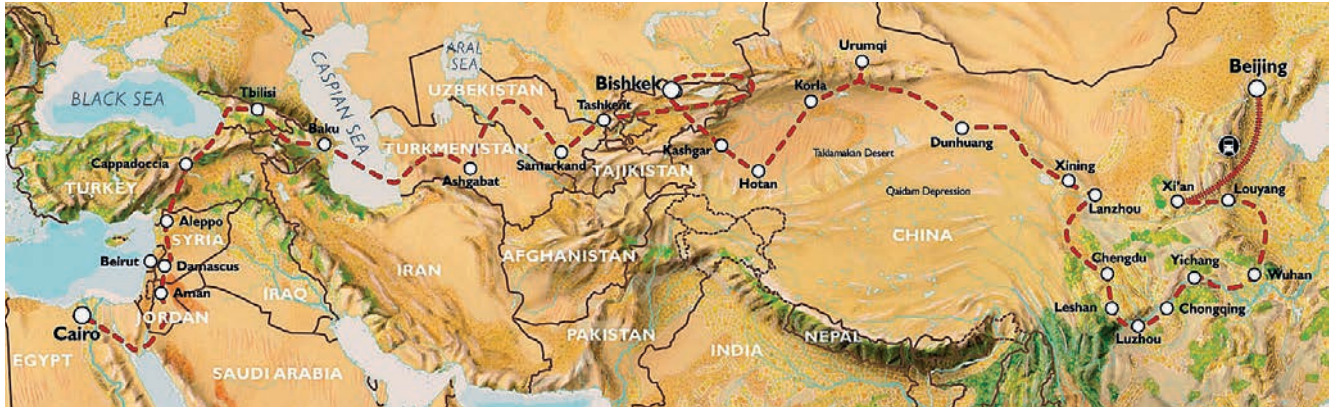 BLACK SEA
CASPIAN SEA
ARAL
SEA
UZBEKISTAN
Bishkek
Urumqi
Beijing
Tbilisi
Tashkent
Korla
Baku
TURKMENISTAN
Samarkand
Kashgar
Taklamakan Desert
Dunhuang
Cappadoccia
TURKEY
Ashgabat
TAJIKISTAN
Hotan
Qaidam Depression
Xining
Xi'an
Louyang
Lanzhou
Aleppo
SYRIA
AFGHANISTAN
CHINA
Beirut
Damascus
IRAN
Chengdu
Yichang
Wuhan
Aman
IRAQ
JORDAN
Leshan
Chongqing
Cairo
PAKISTAN
NEPAL
Luzhou
EGYPT
INDIA
SAUDI ARABIA